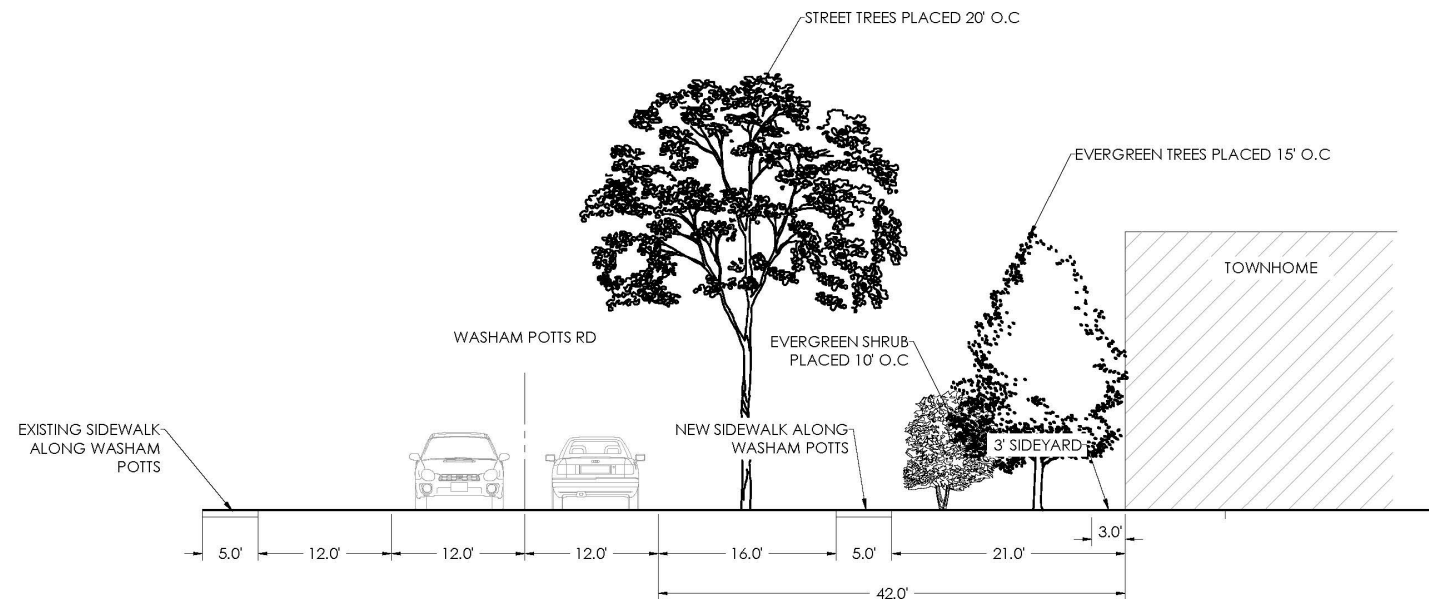 STREET TREES PLACED 20' O.C
EVERGREEN TREES PLACED 15' O.C
TOWNHOME
WASHAM POTTS RD
EVERGREEN SHRUB
PLACED 10' O.C
EXISTING SIDEWALK
ALONG WASHAM
POTTS
NEW SIDEWALK ALONG
WASHAM POTTS
3' SIDEYARD
3.0'
5.0'
12.0'
12.0'
12.0'
16.0'
5.0'
21.0'
42.0'